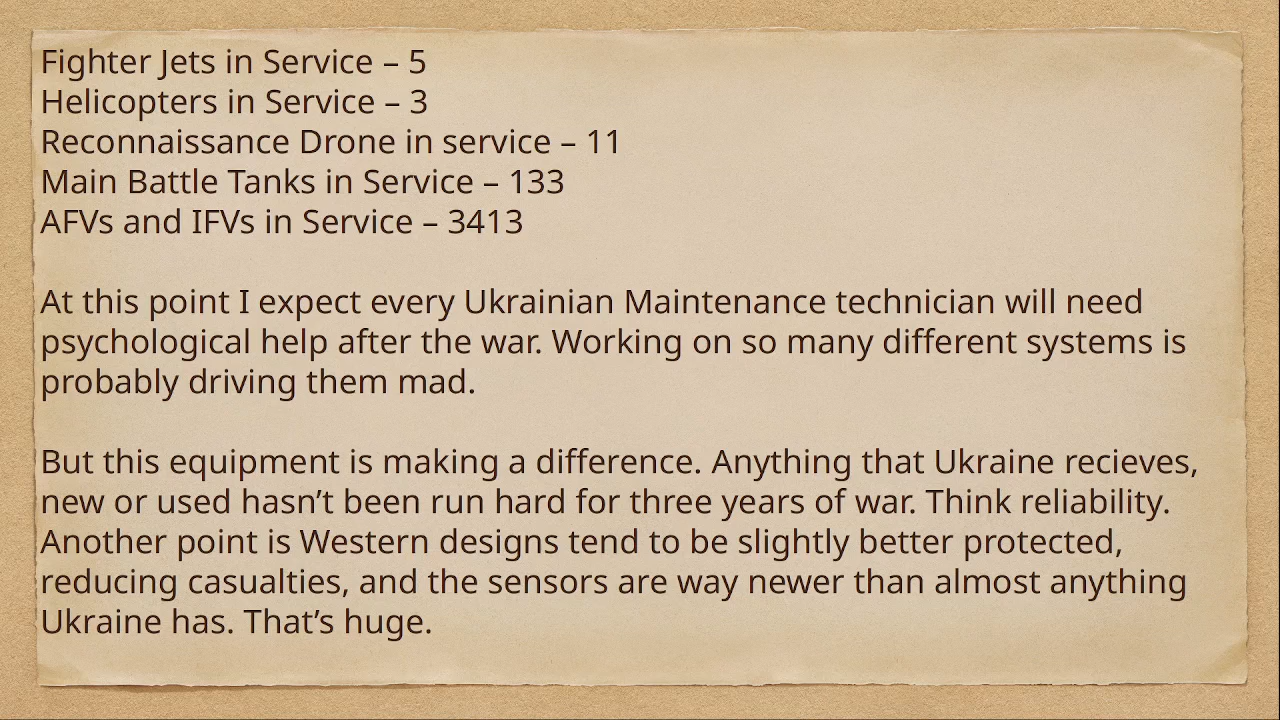 Fighter Jets in Service – 5
Helicopters in Service – 3
Reconnaissance Drone in service – 11
Main Battle Tanks in Service – 133
AFVs and IFVs in Service – 3413
At this point I expect every Ukrainian Maintenance technician will need
psychological help after the war. Working on so many different systems is
probably driving them mad.
But this equipment is making a difference. Anything that Ukraine recieves,
new or used hasn’t been run hard for three years of war. Think reliability.
Another point is Western designs tend to be slightly better protected,
reducing casualties, and the sensors are way newer than almost anything
Ukraine has. That’s huge.